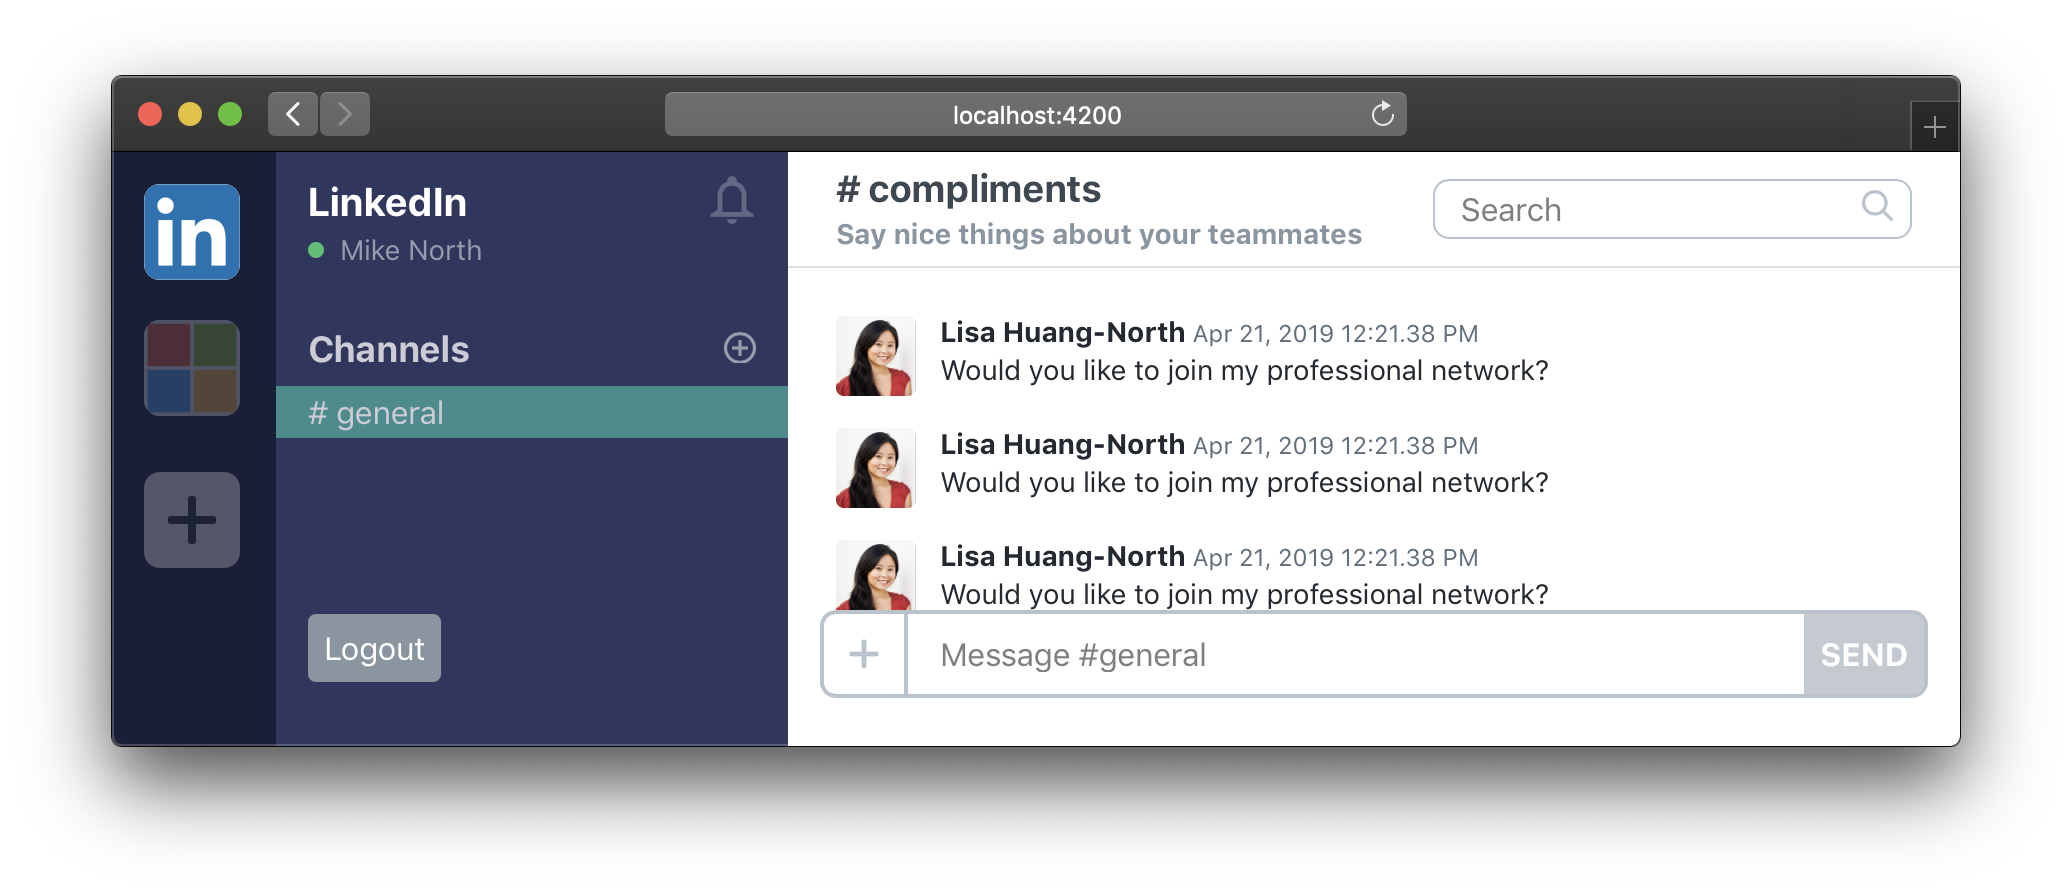 localhost:4200
in
LinkedIn
Mike North
Channels
# general
Logout
# compliments
Say nice things about your teammates
Search
Lisa Huang-North Apr 21, 2019 12:21.38 PM
Would you like to join my professional network?
Lisa Huang-North Apr 21, 2019 12:21.38 PM
Would you like to join my professional network?
Lisa Huang-North Apr 21, 2019 12:21.38 PM
Would you like to join my professional network?
Message #general
SEND